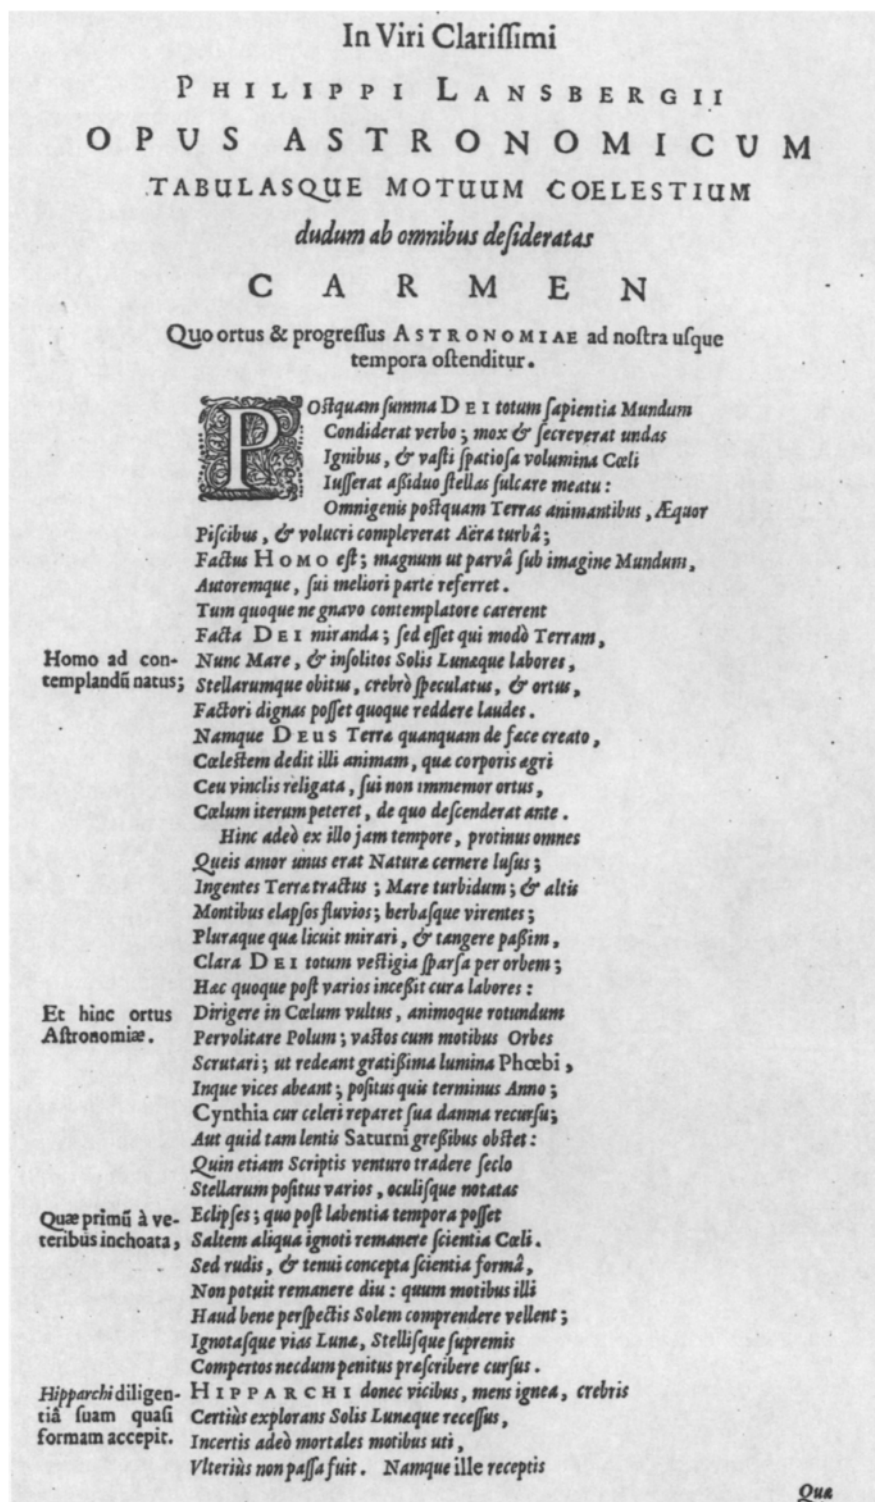 In Viri Clariſſimi
PHILIPPI LANSBERGII
OPUS ASTRONOMICUM
TABULASQUE MOTUUM COELESTIUM
dudum ab omnibus deſideratas
CARMEN
Quo ortus & progreſſus ASTRONOMIAE ad noſtra uſque
tempora oſtenditur.
POſtquam ſumma DEI totum ſapientia Mundum
Condiderat verbo; mox & ſecreverat undas
Ignibus, & vaſti ſpatioſa volumina Cœli
Iuſſerat aßiduo ſtellas ſulcare meatu:
Omnigenis poſtquam Terras animantibus, Æquor
Piſcibus, & volucri compleverat Aëra turbâ;
Factus HOMO eſt; magnum ut parvâ ſub imagine Mundum,
Autoremque, ſui meliori parte referret.
Tum quoque ne gnavo contemplatore carerent
Facta DEI miranda; ſed eſſet qui modò Terram,
Homo ad con-
templandū natus;
Nunc Mare, & inſolitos Solis Lunæque labores,
Stellarumque obitus, crebrò ſpeculatus, & ortus,
Factori dignas poſſet quoque reddere laudes.
Namque DEUS Terræ quanquam de fæce creato,
Cœleſtem dedit illi animam, quæ corporis ægri
Ceu vinclis religata, ſui non immemor ortus,
Cœlum iterum peteret, de quo deſcenderat ante.
Hinc adeò ex illo jam tempore, protinus omnes
Queis amor unus erat Naturæ cernere luſus;
Ingentes Terræ tractus; Mare turbidum; & altis
Montibus elapſos fluvios; herbaſque virentes;
Pluraque quæ licuit mirari, & tangere paßim,
Clara DEI totum veſtigia ſparſa per orbem;
Hæc quoque poſt varios inceßit cura labores:
Et hinc ortus
Aſtronomiæ.
Dirigere in Cœlum vultus, animoque rotundum
Pervolitare Polum; vaſtos cum motibus Orbes
Scrutari; ut redeant gratißima lumina Phœbi,
Inque vices abeant; poſitus quis terminus Anno;
Cynthia cur celeri reparet ſua damna recurſu;
Aut quid tam lentis Saturni greßibus obſtet:
Quin etiam Scriptis venturo tradere ſeclo
Stellarum poſitus varios, oculiſque notatas
Quæ primū à ve-
teribus inchoata,
Eclipſes; quo poſt labentia tempora poſſet
Saltem aliqua ignoti remanere ſcientia Cœli.
Sed rudis, & tenui concepta ſcientia formâ,
Non potuit remanere diu: quum motibus illi
Haud bene perſpectis Solem comprendere vellent;
Ignotaſque vias Lunæ, Stelliſque ſupremis
Compertos necdum penitus præſcribere curſus.
Hipparchi diligen-
tiâ ſuam quaſi
formam accepit.
HIPPARCHI donec vicibus, mens ignea, crebris
Certiùs explorans Solis Lunæque receſſus,
Incertis adeò mortales motibus uti,
Vlteriùs non paſſa fuit. Namque ille receptis
Quæ